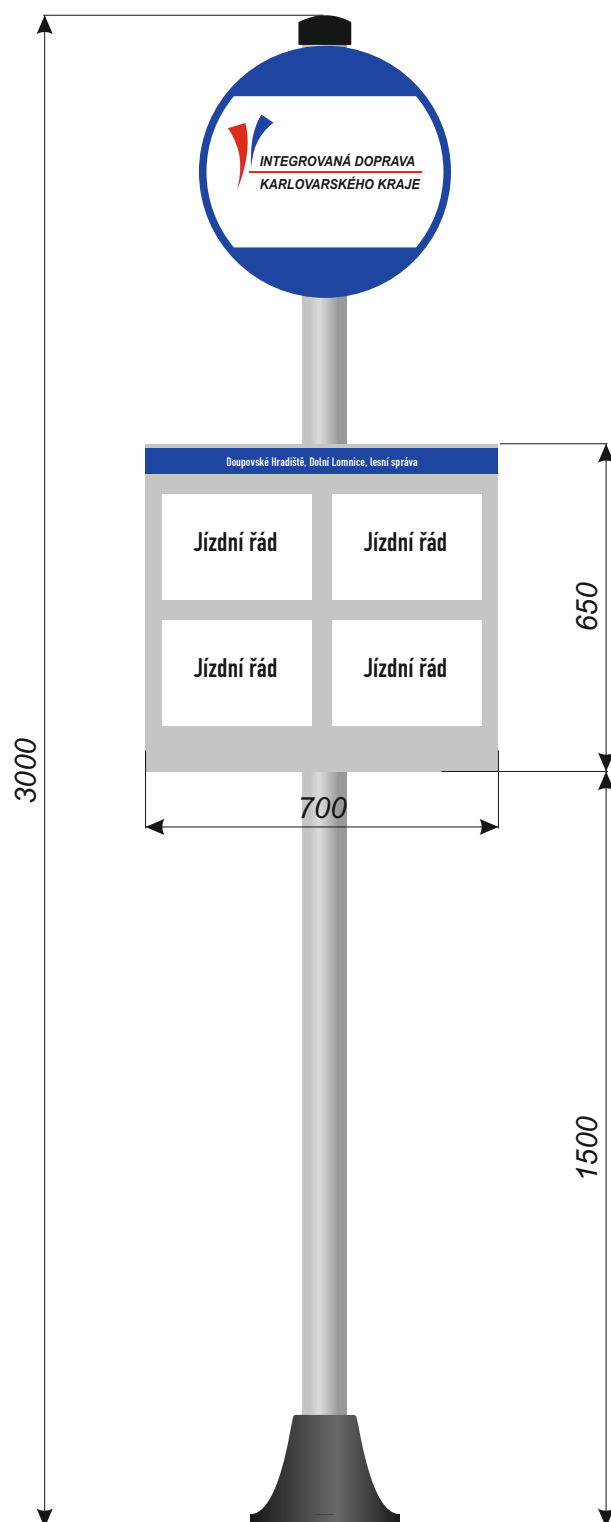 INTEGROVANÁ DOPRAVA
KARLOVARSKÉHO KRAJE
Doupovské Hradiště, Dolní Lomnice, lesní správa
Jízdní řád
Jízdní řád
Jízdní řád
Jízdní řád
650
3000
700
1500